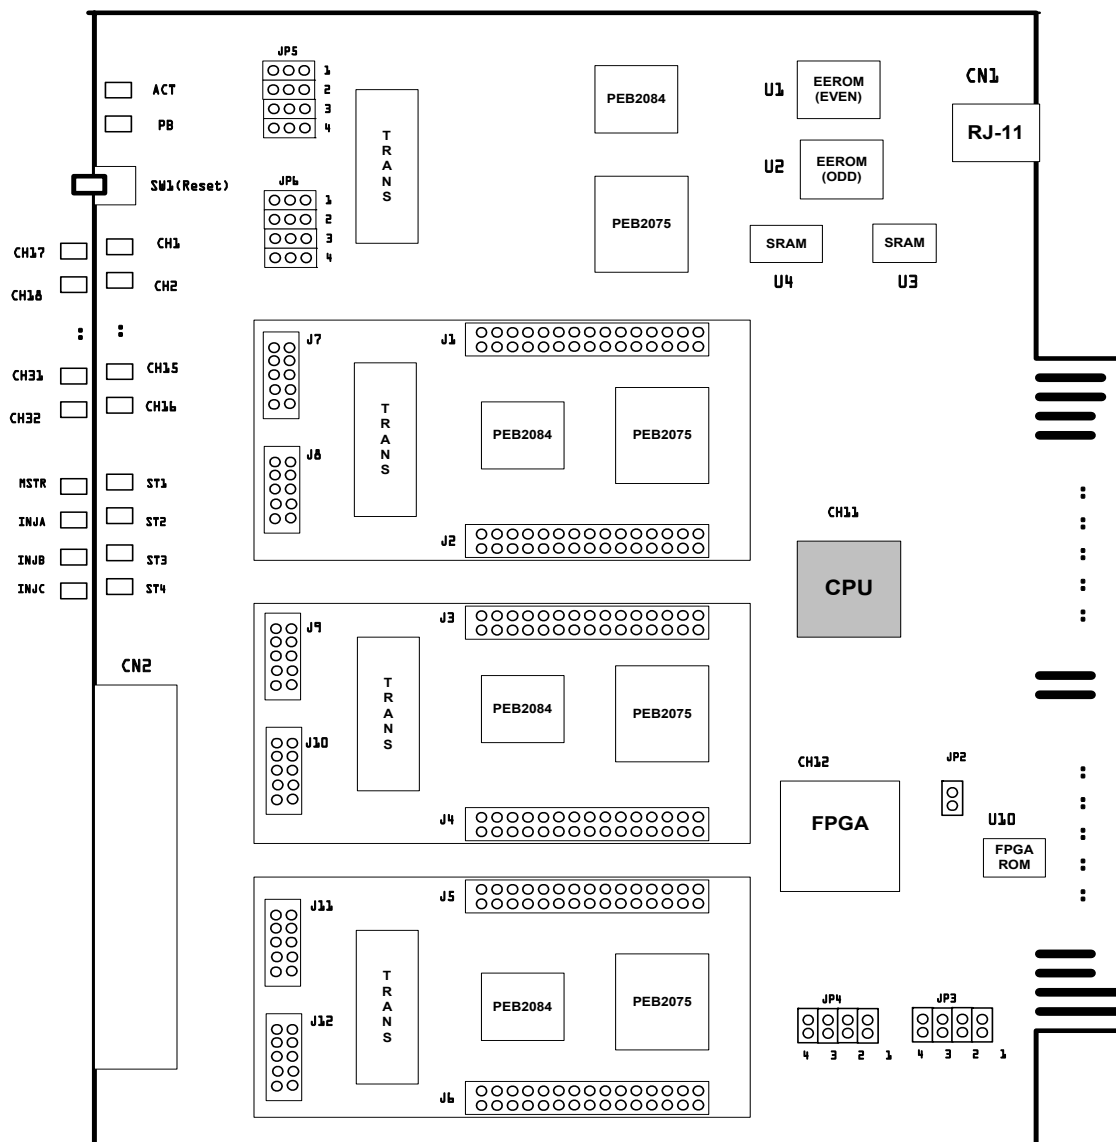 JP5
1
2
3
4
ACT
PB
SW1(Reset)
TRANS
PEB2084
U1
EEROM
(EVEN)
CN1
RJ-11
U2
EEROM
(ODD)
JP6
1
2
3
4
PEB2075
SRAM
U4
SRAM
U3
CH17
CH1
CH18
CH2
:
:
CH31
CH15
CH32
CH16
MSTR
ST1
INJA
ST2
INJB
ST3
INJC
ST4
CN2
J7
J1
TRANS
PEB2084
PEB2075
J8
J2
CH11
CPU
:
:
:
:
:
J9
J3
TRANS
PEB2084
PEB2075
J10
J4
CH12
FPGA
JP2
U10
FPGA
ROM
:
:
:
:
:
J11
J5
TRANS
PEB2084
PEB2075
J12
J6
JP4
4 3 2 1
JP3
4 3 2 1